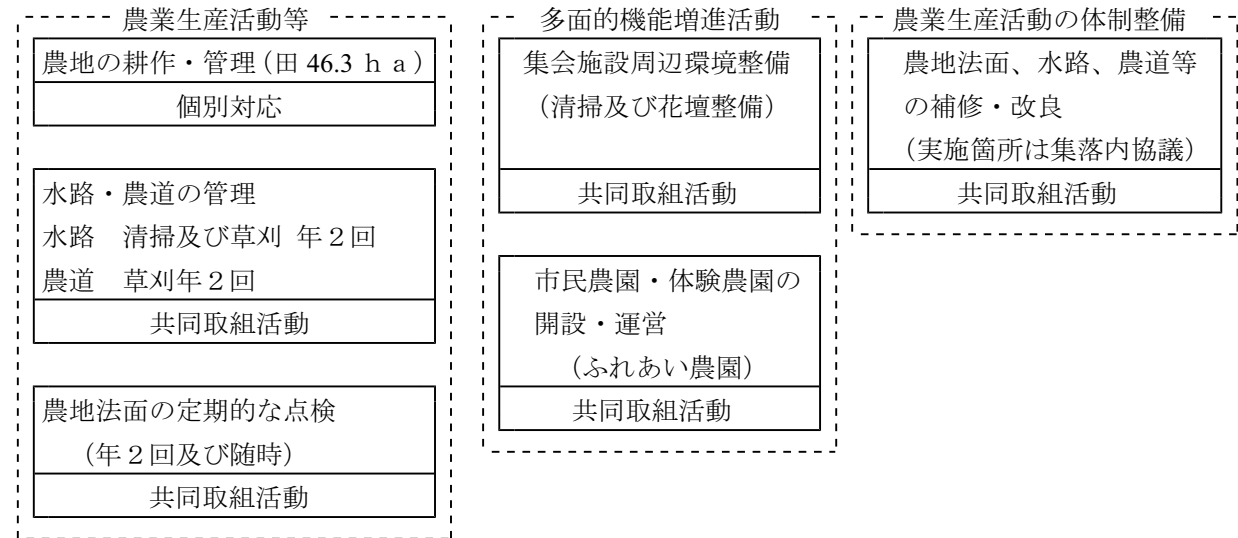 農業生産活動等
農地の耕作・管理（田 46.3 ｈａ）
個別対応
水路・農道の管理
水路　清掃及び草刈 年２回
農道　草刈年２回
共同取組活動
農地法面の定期的な点検
（年２回及び随時）
共同取組活動
多面的機能増進活動
集会施設周辺環境整備
（清掃及び花壇整備）
共同取組活動
市民農園・体験農園の
開設・運営
（ふれあい農園）
共同取組活動
農業生産活動の体制整備
農地法面、水路、農道等
の補修・改良
（実施箇所は集落内協議）
共同取組活動